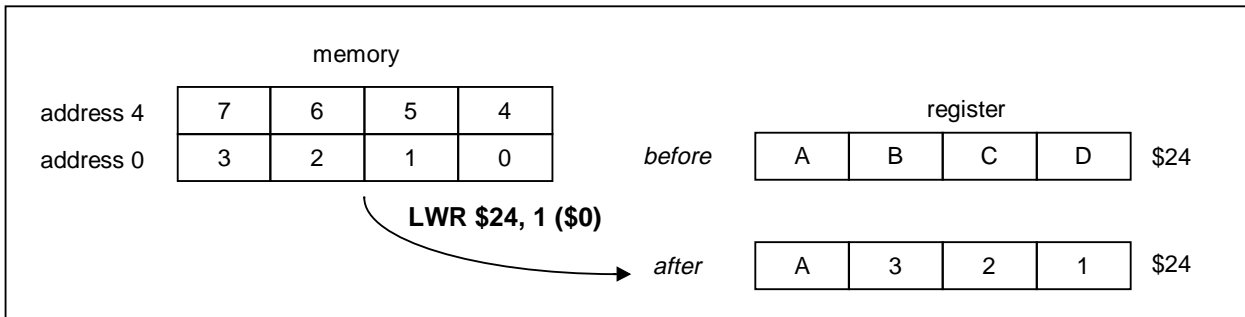 memory
address 4 7 6 5 4
address 0 3 2 1 0
register
before A B C D $24
LWR $24, 1 ($0)
after A 3 2 1 $24